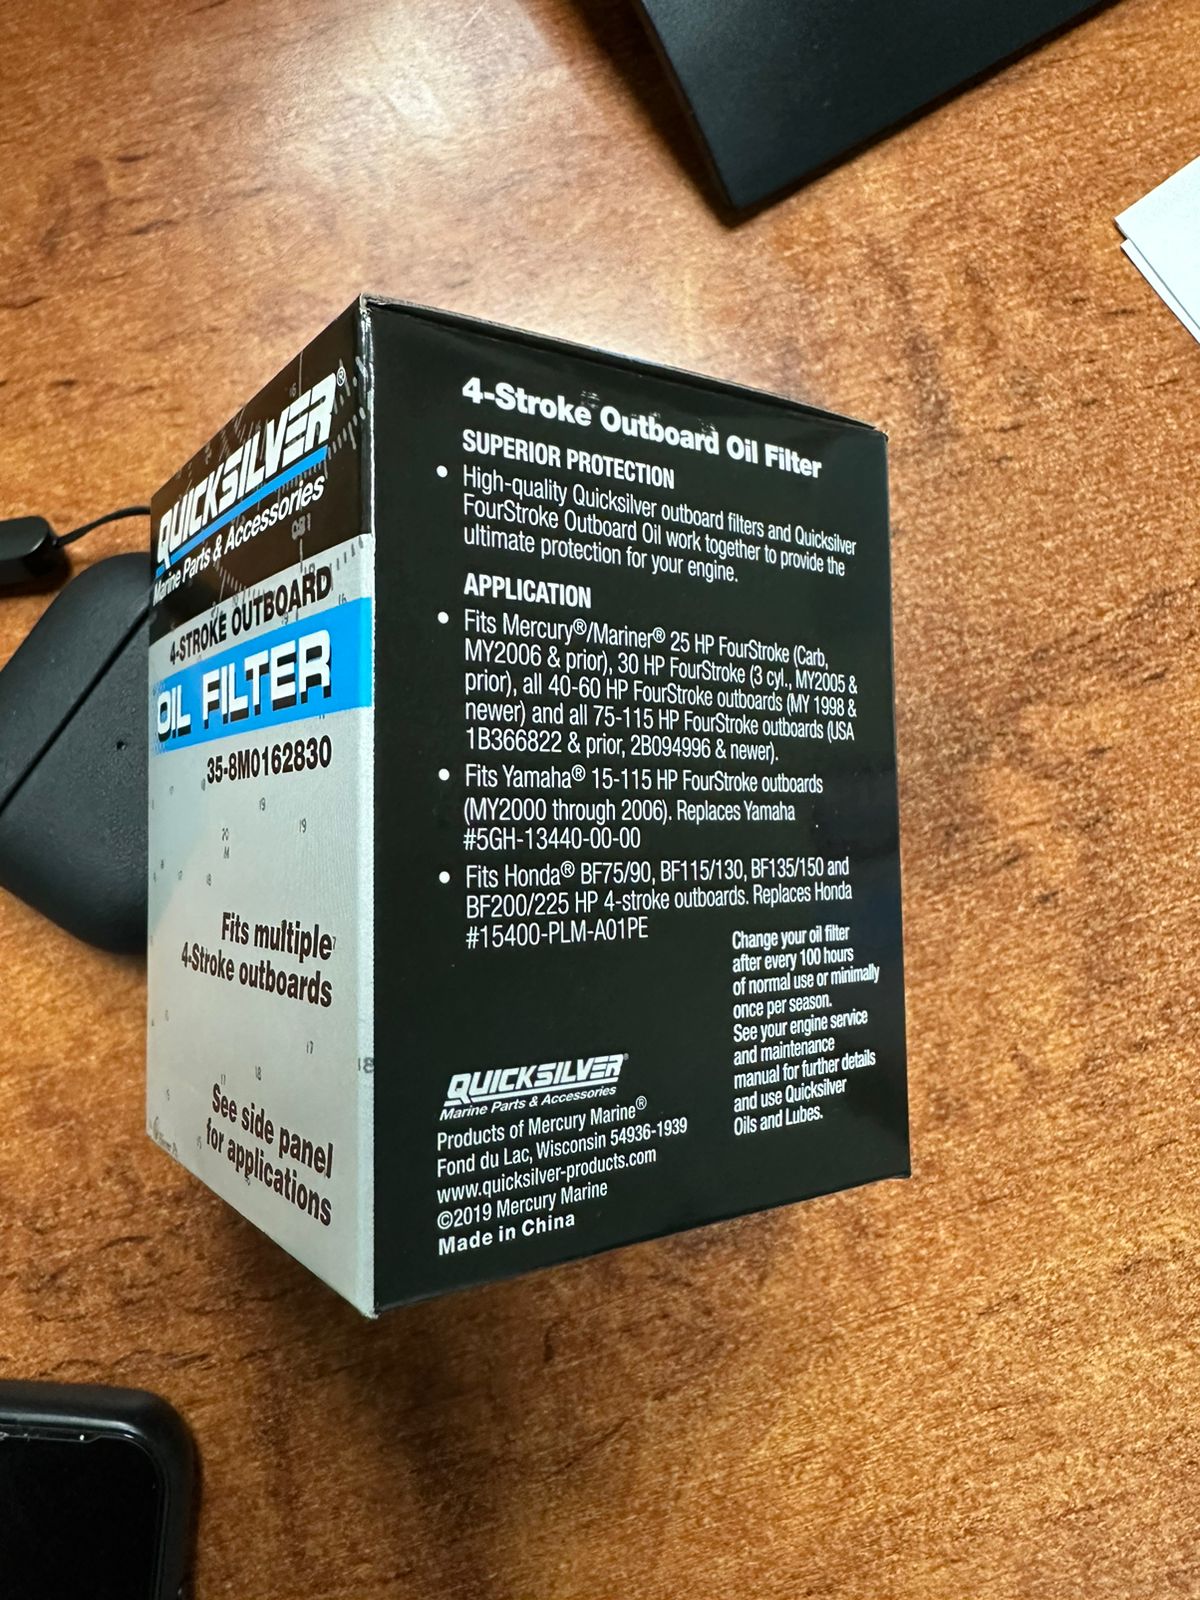 QUICKSILVER®
Marine Parts & Accessories
4-STROKE OUTBOARD
OIL FILTER
35-8M0162830
Fits multiple
4-Stroke outboards
See side panel
for applications
4-Stroke Outboard Oil Filter
SUPERIOR PROTECTION
• High-quality Quicksilver outboard filters and Quicksilver
FourStroke Outboard Oil work together to provide the
ultimate protection for your engine.
APPLICATION
• Fits Mercury®/Mariner® 25 HP FourStroke (Carb,
MY2006 & prior), 30 HP FourStroke (3 cyl., MY2005 &
prior), all 40-60 HP FourStroke outboards (MY 1998 &
newer) and all 75-115 HP FourStroke outboards (USA
1B366822 & prior, 2B094996 & newer).
• Fits Yamaha® 15-115 HP FourStroke outboards
(MY2000 through 2006). Replaces Yamaha
#5GH-13440-00-00
• Fits Honda® BF75/90, BF115/130, BF135/150 and
BF200/225 HP 4-stroke outboards. Replaces Honda
#15400-PLM-A01PE
Change your oil filter
after every 100 hours
of normal use or minimally
once per season.
See your engine service
and maintenance
manual for further details
and use Quicksilver
Oils and Lubes.
QUICKSILVER®
Marine Parts & Accessories
Products of Mercury Marine®
Fond du Lac, Wisconsin 54936-1939
www.quicksilver-products.com
©2019 Mercury Marine
Made in China